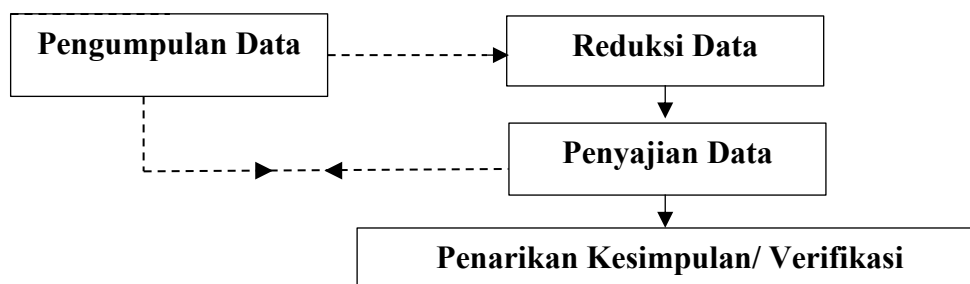 Pengumpulan Data
Reduksi Data
Penyajian Data
Penarikan Kesimpulan/ Verifikasi